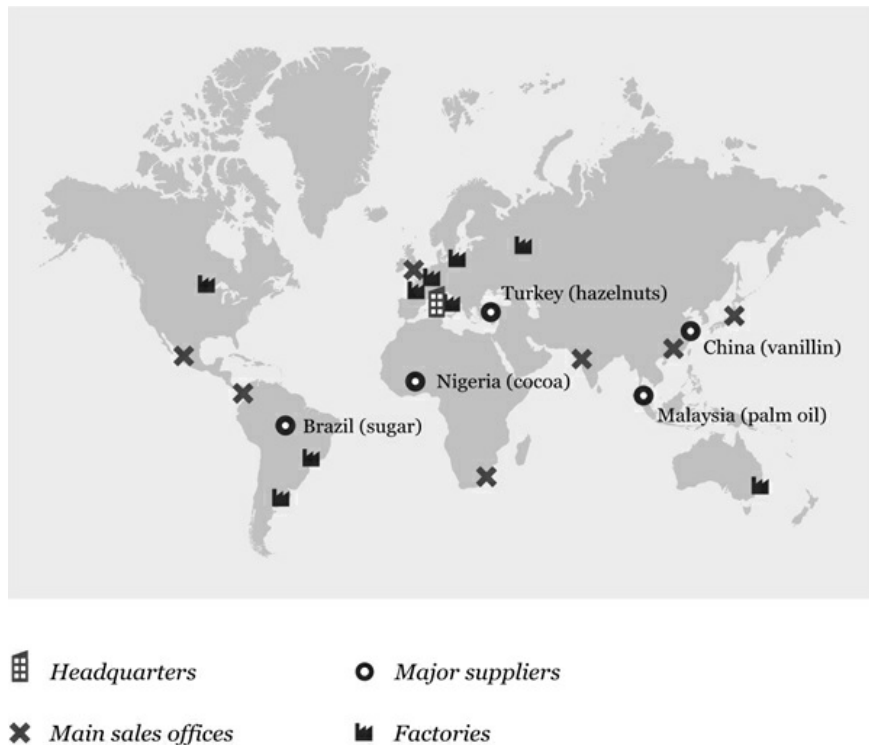 Turkey (hazelnuts)
China (vanillin)
Nigeria (cocoa)
Malaysia (palm oil)
Brazil (sugar)
Headquarters
Major suppliers
Main sales offices
Factories